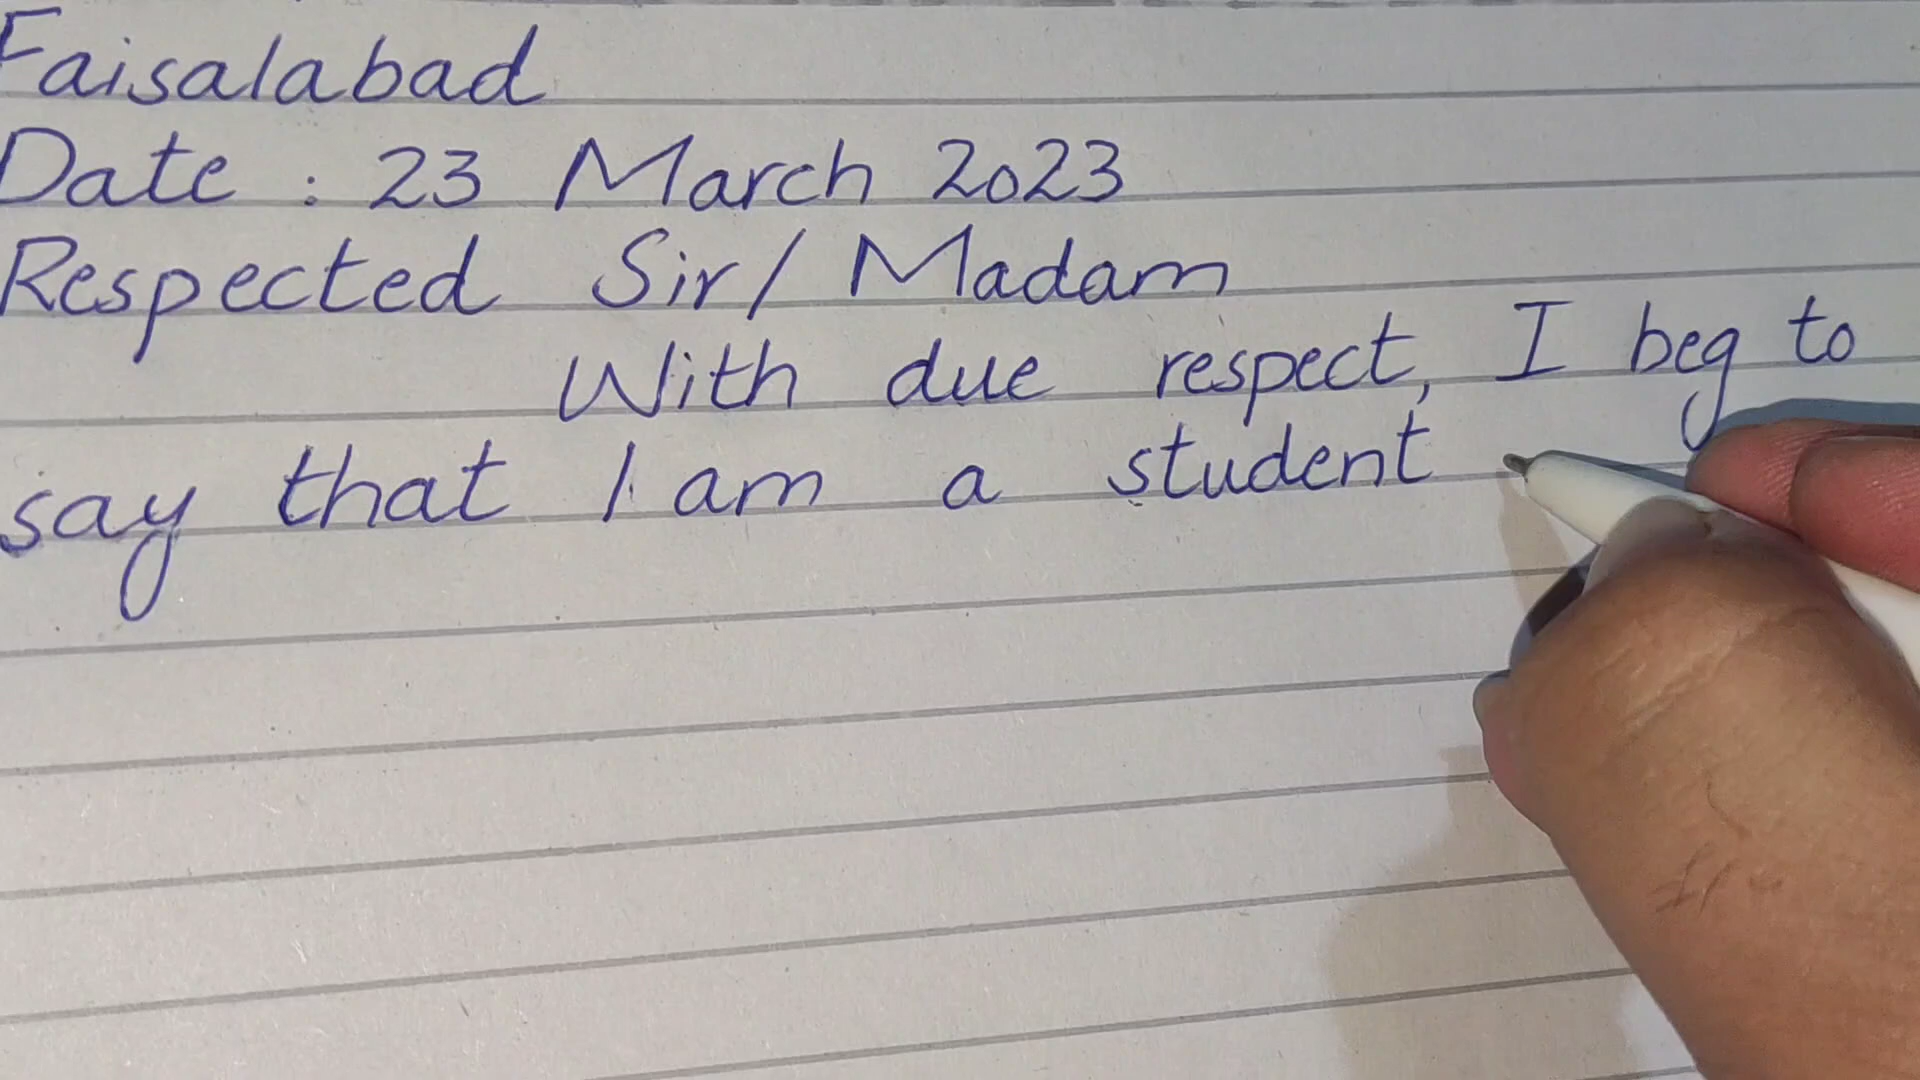 Faisalabad
Date : 23 March 2023
Respected Sir/ Madam
With due respect, I beg to
say that I am a student